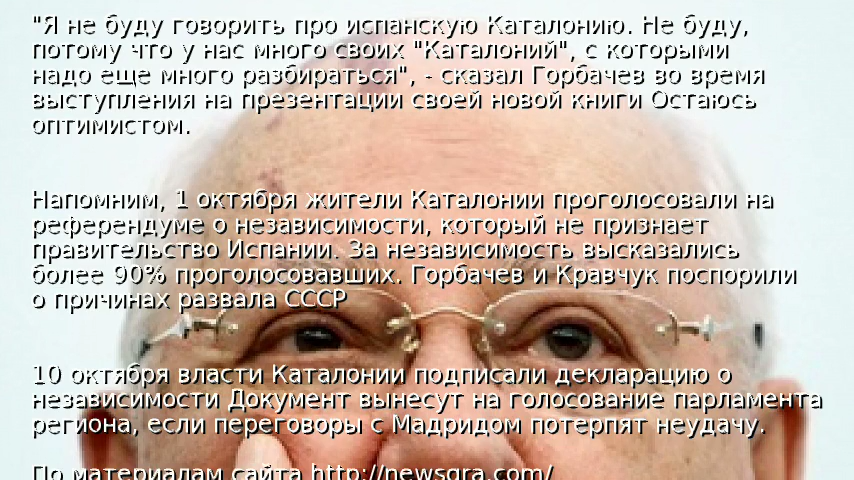 "Я не буду говорить про испанскую Каталонию. Не буду,
потому что у нас много своих "Каталоний", с которыми
надо еще много разбираться", - сказал Горбачев во время
выступления на презентации своей новой книги Остаюсь
оптимистом.
Напомним, 1 октября жители Каталонии проголосовали на
референдуме о независимости, который не признает
правительство Испании. За независимость высказались
более 90% проголосовавших. Горбачев и Кравчук поспорили
о причинах развала СССР
10 октября власти Каталонии подписали декларацию о
независимости Документ вынесут на голосование парламента
региона, если переговоры с Мадридом потерпят неудачу.
По материалам сайта http://newsgra.com/